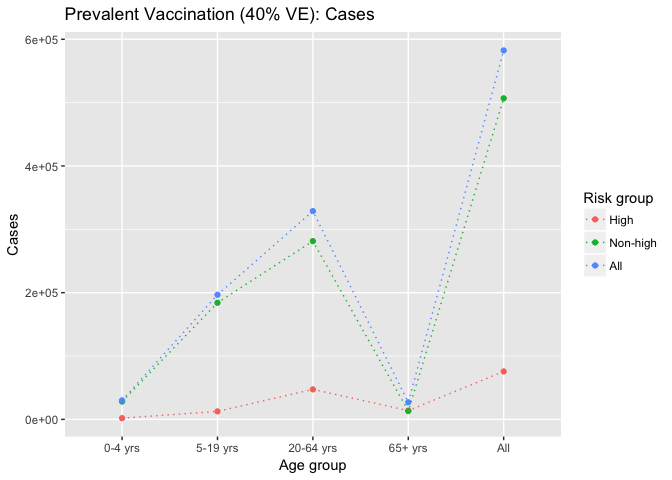 Prevalent Vaccination (40% VE): Cases
6e+05
4e+05
2e+05
0e+00
Cases
0-4 yrs
5-19 yrs
20-64 yrs
65+ yrs
All
Age group
Risk group
High
Non-high
All